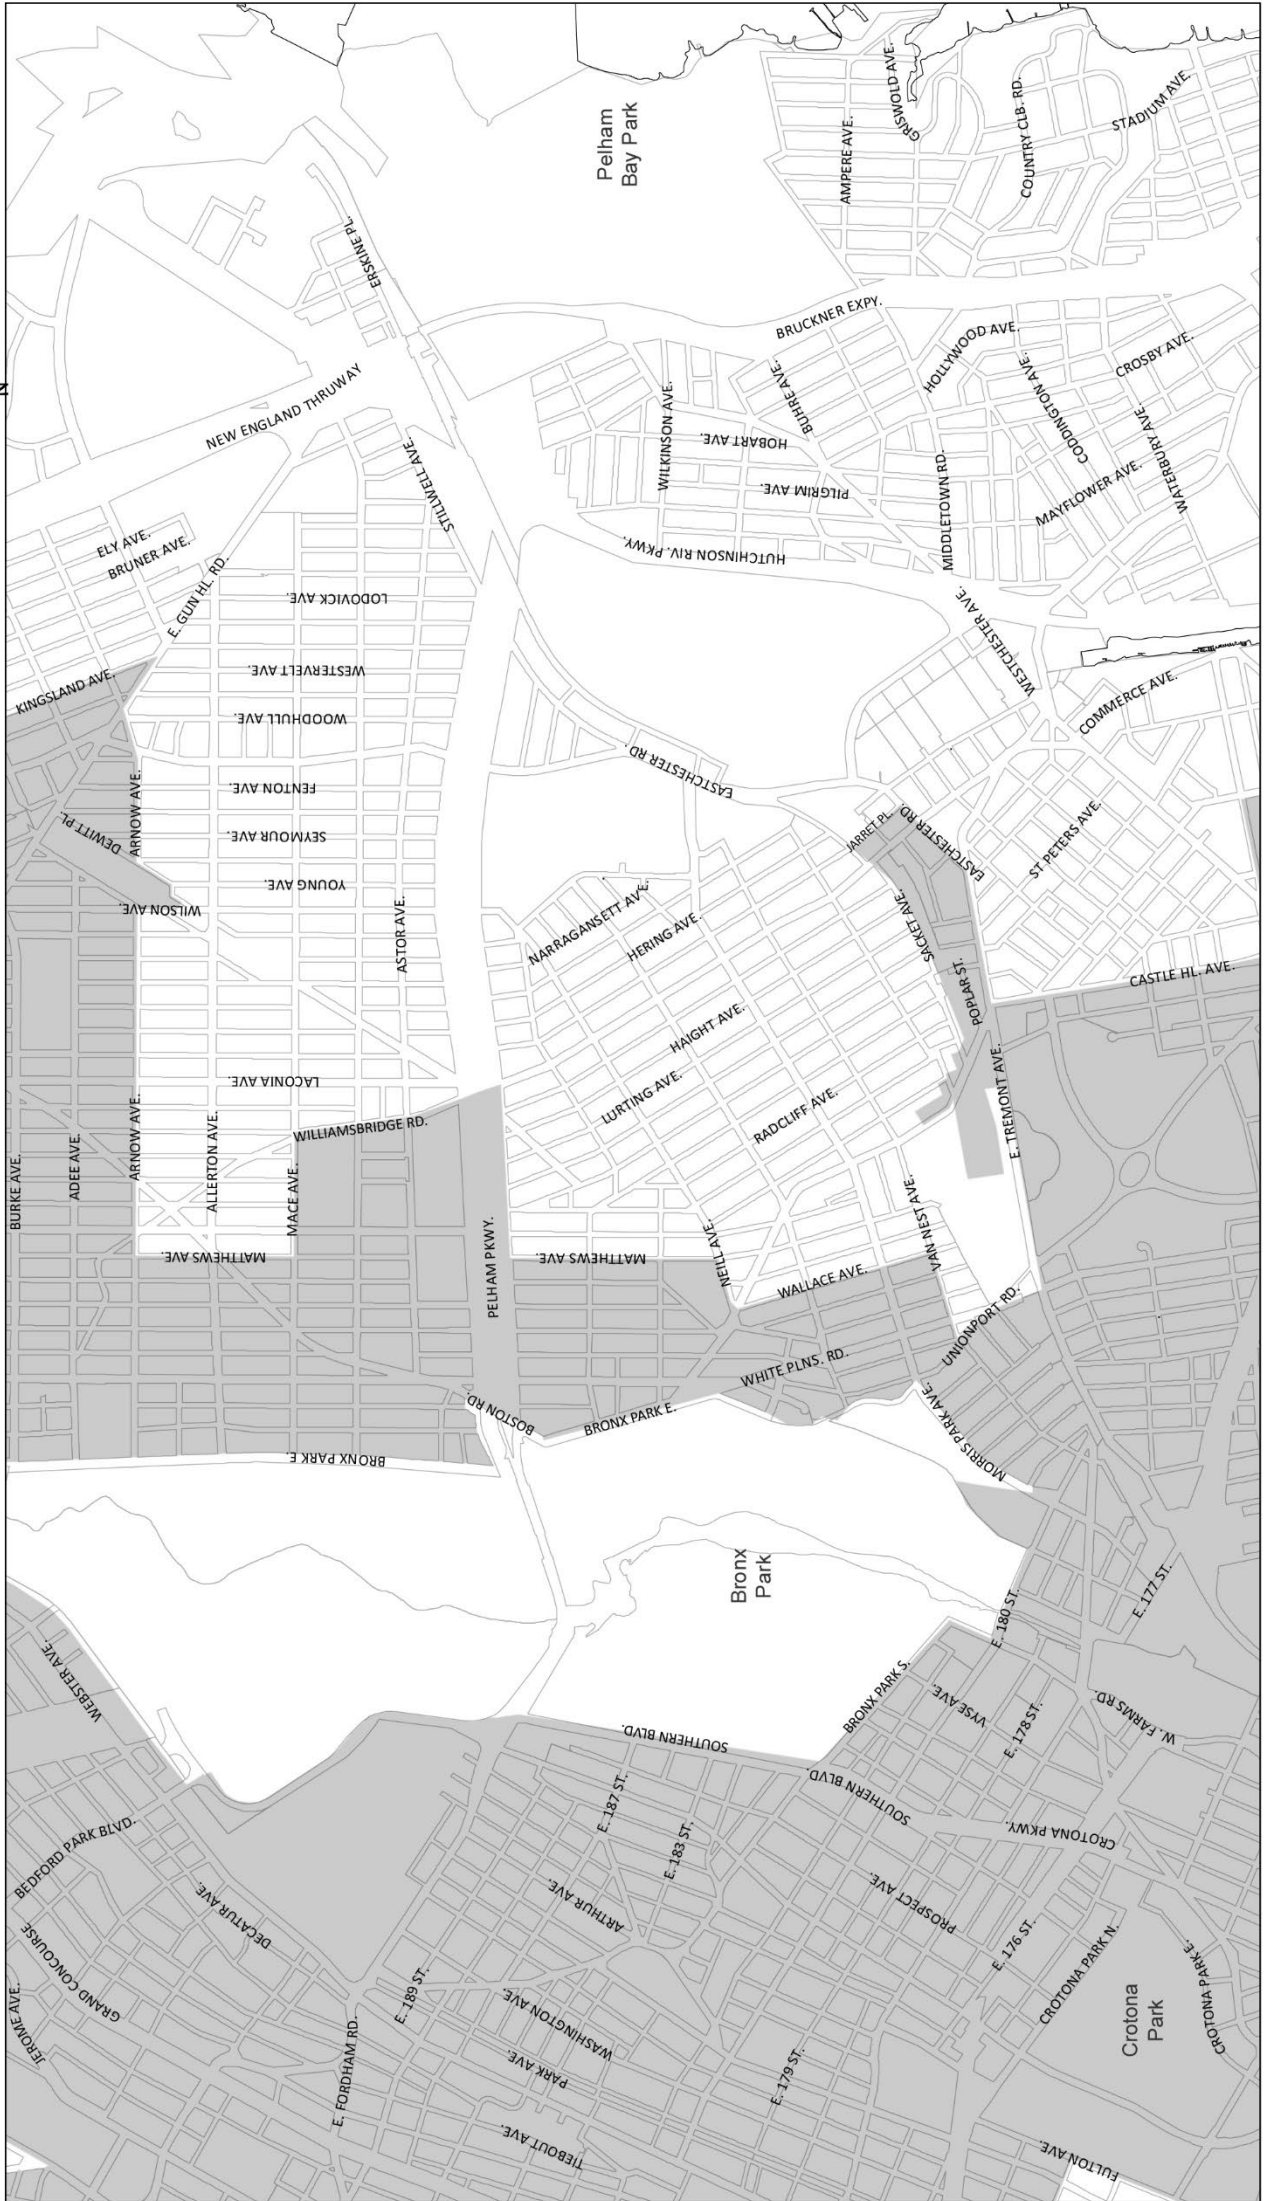 N
Pelham
Bay Park
GRISWOLD AVE.
AMPERE AVE.
COUNTRY CLB. RD.
STADIUM AVE.
ERSKINE PL.
BRUCKNER EXPY.
HOLLYWOOD AVE.
CROSBY AVE.
NEW ENGLAND THRUWAY
WILKINSON AVE.
BUHRE AVE.
HOBART AVE.
CODDINGTON AVE.
STILLWELL AVE.
PILGRIM AVE.
MIDDLETOWN RD.
MAYFLOWER AVE.
WATERBURY AVE.
ELY AVE.
BRUNER AVE.
HUTCHINSON RIV. PKWY.
E. GUN HL. RD.
LODOVICK AVE.
WESTCHESTER AVE.
KINGSLAND AVE.
WESTERVELT AVE.
WOODHULL AVE.
COMMERCE AVE.
EASTCHESTER RD.
FENTON AVE.
ARNOW AVE.
DEWITT PL.
SEYMOUR AVE.
JARRET PL.
EASTCHESTER RD.
ST. PETERS AVE.
YOUNG AVE.
WILSON AVE.
ASTOR AVE.
NARRAGANSETT AVE.
HERING AVE.
SACKET AVE.
POPLAR ST.
CASTLE HL. AVE.
HAIGHT AVE.
LACONIA AVE.
LURTING AVE.
RADCLIFF AVE.
E. TREMONT AVE.
WILLIAMSBRIDGE RD.
BURKE AVE.
ADEE AVE.
ARNOW AVE.
ALLERTON AVE.
MACE AVE.
MATTHEWS AVE.
PELHAM PKWY.
MATTHEWS AVE.
NEILL AVE.
VAN NEST AVE.
WALLACE AVE.
UNIONPORT RD.
WHITE PLNS. RD.
BOSTON RD.
BRONX PARK E.
BRONX PARK E.
MORRIS PARK AVE.
Bronx
Park
E. 177 ST.
E. 180 ST.
WEBSTER AVE.
BRONX PARK S.
VYSE AVE.
E. 178 ST.
W. FARMS RD.
SOUTHERN BLVD.
SOUTHERN BLVD.
E. 187 ST.
E. 183 ST.
CROTONA PKWY.
BEDFORD PARK BLVD.
DECATUR AVE.
ARTHUR AVE.
PROSPECT AVE.
E. 176 ST.
GRAND CONCOURSE
JEROME AVE.
E. 189 ST.
WASHINGTON AVE.
CROTONA PARK N.
CROTONA PARK E.
Crotona
Park
E. FORDHAM RD.
PARK AVE.
E. 179 ST.
TIEBOUT AVE.
FULTON AVE.